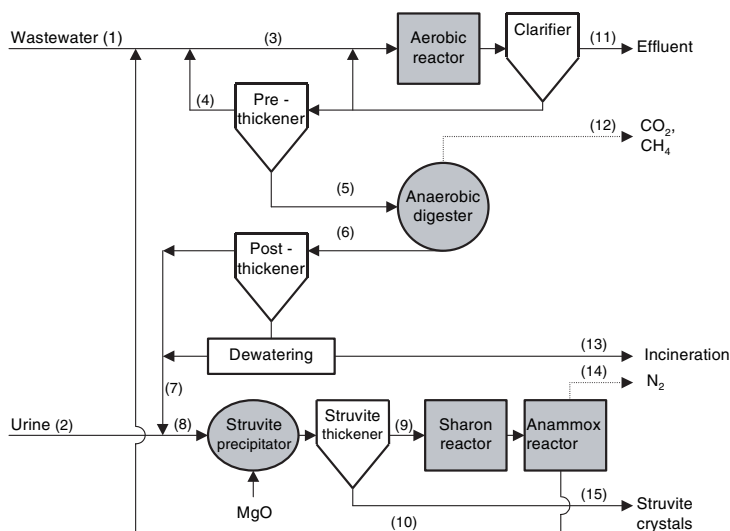 Wastewater (1)
(3)
Aerobic
reactor
Clarifier
(11)
Effluent
(4)
Pre -
thickener
(12)
CO₂,
CH₄
(5)
Anaerobic
digester
(6)
Post -
thickener
Dewatering
(13)
Incineration
(7)
(14)
N₂
Urine (2)
(8)
Struvite
precipitator
Struvite
thickener
(9)
Sharon
reactor
Anammox
reactor
MgO
(10)
(15)
Struvite
crystals